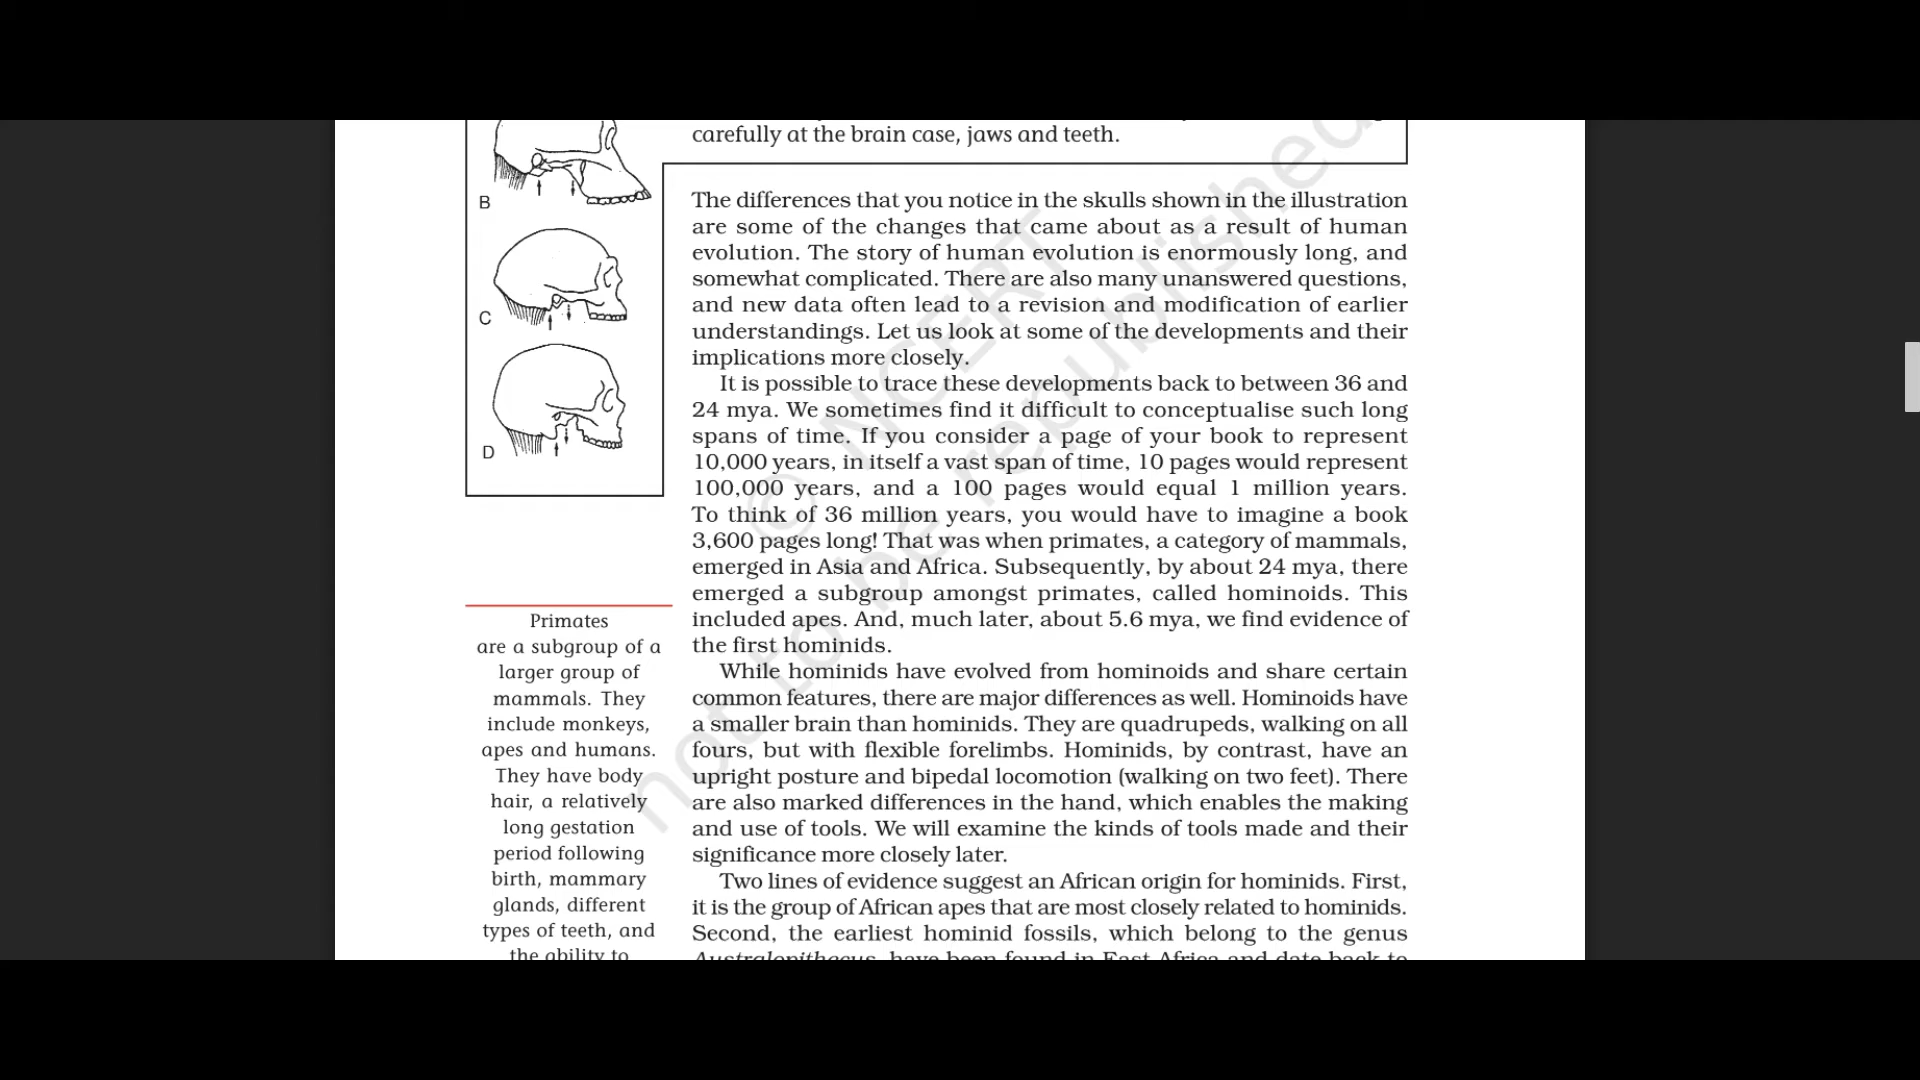 carefully at the brain case, jaws and teeth.
B
C
D
The differences that you notice in the skulls shown in the illustration
are some of the changes that came about as a result of human
evolution. The story of human evolution is enormously long, and
somewhat complicated. There are also many unanswered questions,
and new data often lead to a revision and modification of earlier
understandings. Let us look at some of the developments and their
implications more closely.
It is possible to trace these developments back to between 36 and
24 mya. We sometimes find it difficult to conceptualise such long
spans of time. If you consider a page of your book to represent
10,000 years, in itself a vast span of time, 10 pages would represent
100,000 years, and a 100 pages would equal 1 million years.
To think of 36 million years, you would have to imagine a book
3,600 pages long! That was when primates, a category of mammals,
emerged in Asia and Africa. Subsequently, by about 24 mya, there
emerged a subgroup amongst primates, called hominoids. This
included apes. And, much later, about 5.6 mya, we find evidence of
the first hominids.
While hominids have evolved from hominoids and share certain
common features, there are major differences as well. Hominoids have
a smaller brain than hominids. They are quadrupeds, walking on all
fours, but with flexible forelimbs. Hominids, by contrast, have an
upright posture and bipedal locomotion (walking on two feet). There
are also marked differences in the hand, which enables the making
and use of tools. We will examine the kinds of tools made and their
significance more closely later.
Two lines of evidence suggest an African origin for hominids. First,
it is the group of African apes that are most closely related to hominids.
Second, the earliest hominid fossils, which belong to the genus
Australopithecus, have been found in East Africa and date back to
Primates
are a subgroup of a
larger group of
mammals. They
include monkeys,
apes and humans.
They have body
hair, a relatively
long gestation
period following
birth, mammary
glands, different
types of teeth, and
the ability to
© NCERT
not to be republished